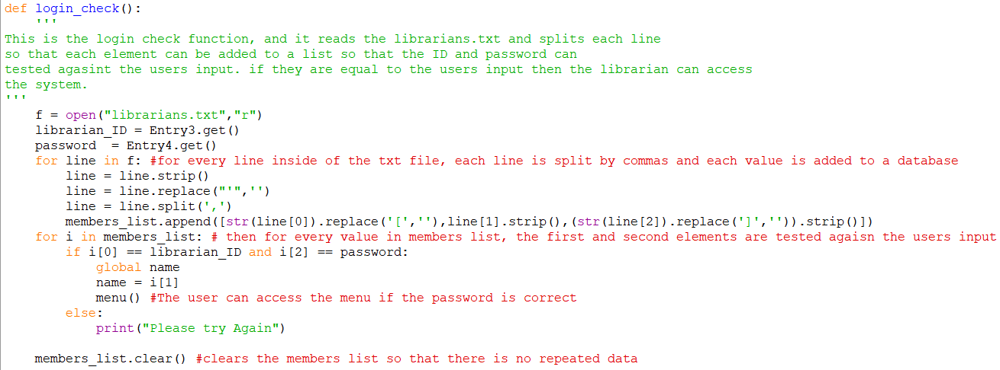 def login_check():
    '''
This is the login check function, and it reads the librarians.txt and splits each line
so that each element can be added to a list so that the ID and password can
tested agasint the users input. if they are equal to the users input then the librarian can access
the system.
'''
    f = open("librarians.txt","r")
    librarian_ID = Entry3.get()
    password  = Entry4.get()
    for line in f: #for every line inside of the txt file, each line is split by commas and each value is added to a database
        line = line.strip()
        line = line.replace("'",'')
        line = line.split(',')
        members_list.append([str(line[0]).replace('[',''),line[1].strip(),(str(line[2]).replace(']','')).strip()])
    for i in members_list: # then for every value in members list, the first and second elements are tested agaisn the users input
        if i[0] == librarian_ID and i[2] == password:
            global name
            name = i[1]
            menu() #The user can access the menu if the password is correct
        else:
            print("Please try Again")
    members_list.clear() #clears the members list so that there is no repeated data